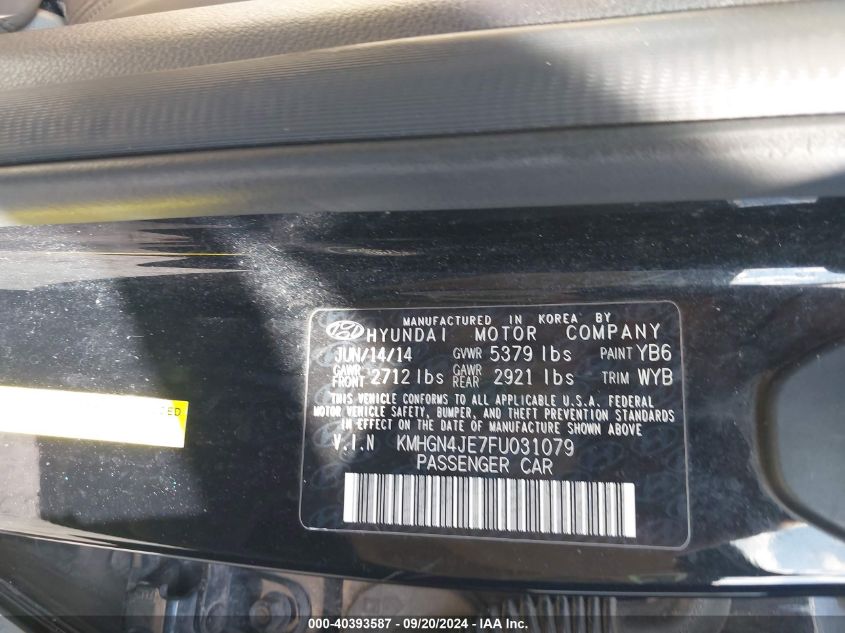 MANUFACTURED IN KOREA BY
HYUNDAI MOTOR COMPANY
JUN/14/14 GVWR 5379 lbs PAINT YB6
GAWR FRONT 2712 lbs GAWR REAR 2921 lbs TRIM WYB
THIS VEHICLE CONFORMS TO ALL APPLICABLE U.S.A. FEDERAL
MOTOR VEHICLE SAFETY, BUMPER, AND THEFT PREVENTION STANDARDS
IN EFFECT ON THE DATE OF MANUFACTURE SHOWN ABOVE
V.I.N KMHGN4JE7FU031079
PASSENGER CAR
000-40393587 - 09/20/2024 - IAA Inc.